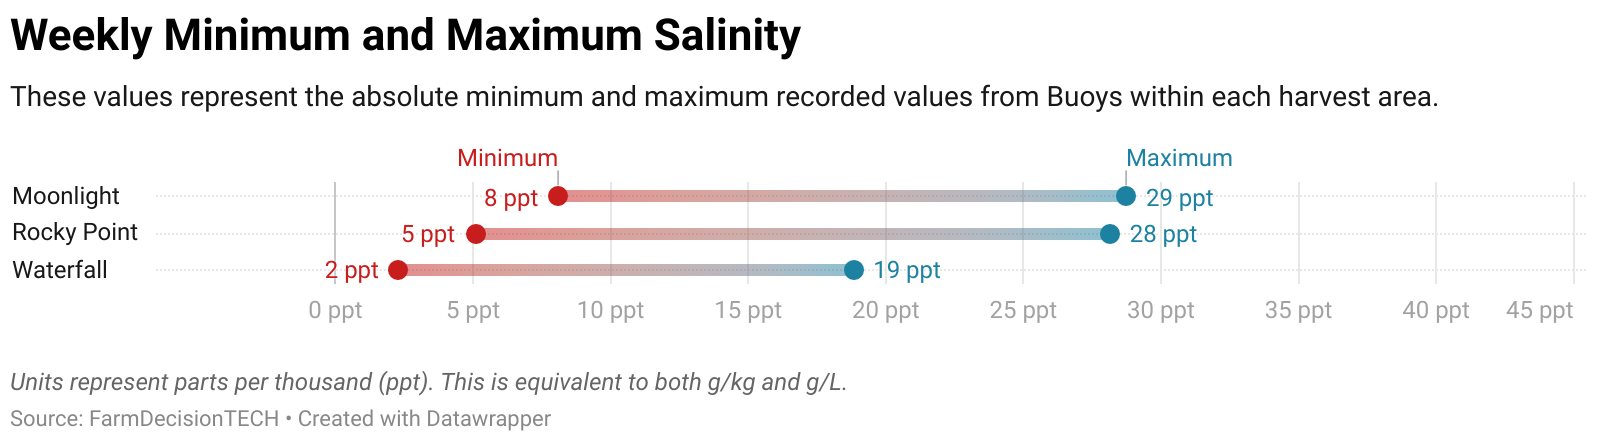 Weekly Minimum and Maximum Salinity
These values represent the absolute minimum and maximum recorded values from Buoys within each harvest area.
Minimum Maximum
Moonlight 8 ppt 29 ppt
Rocky Point 5 ppt 28 ppt
Waterfall 2 ppt 19 ppt
0 ppt 5 ppt 10 ppt 15 ppt 20 ppt 25 ppt 30 ppt 35 ppt 40 ppt 45 ppt
Units represent parts per thousand (ppt). This is equivalent to both g/kg and g/L.
Source: FarmDecisionTECH • Created with Datawrapper